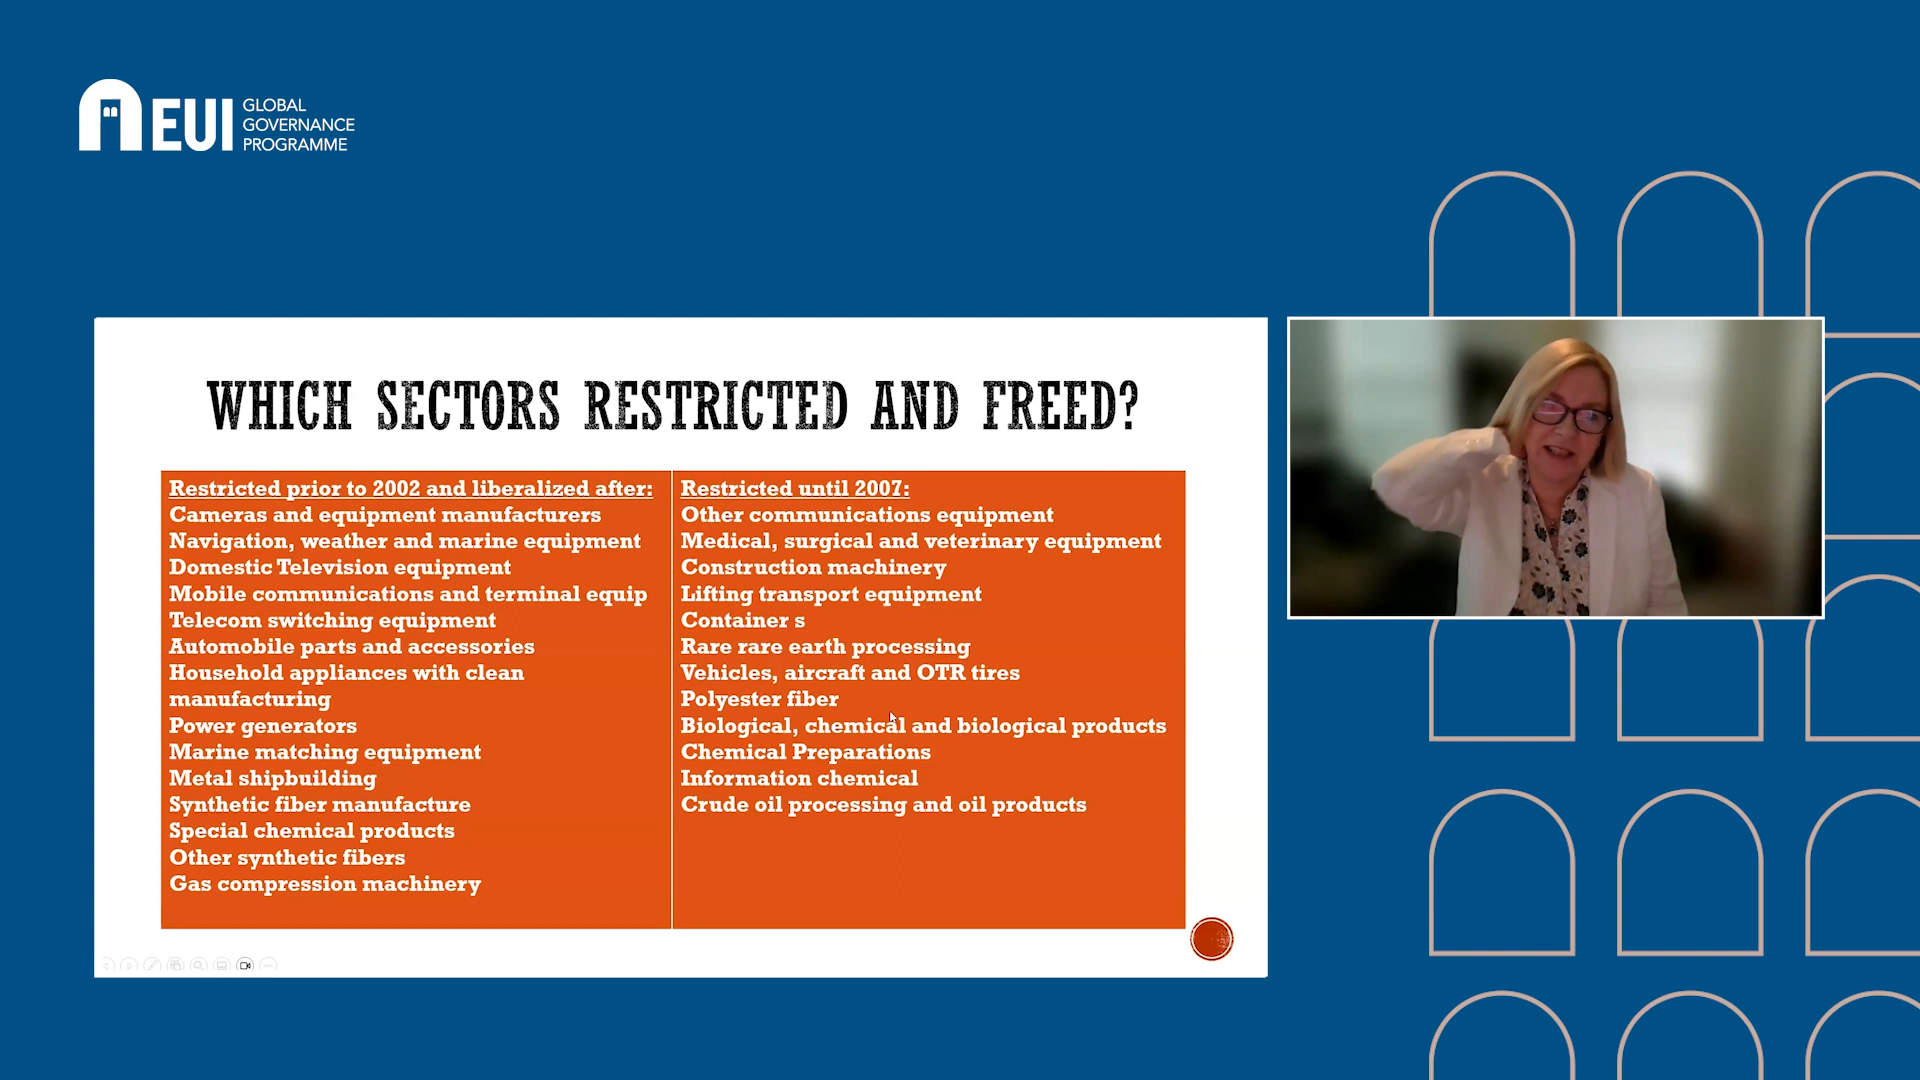 EUI
GLOBAL
GOVERNANCE
PROGRAMME
WHICH SECTORS RESTRICTED AND FREED?
Restricted prior to 2002 and liberalized after:
Cameras and equipment manufacturers
Navigation, weather and marine equipment
Domestic Television equipment
Mobile communications and terminal equip
Telecom switching equipment
Automobile parts and accessories
Household appliances with clean
manufacturing
Power generators
Marine matching equipment
Metal shipbuilding
Synthetic fiber manufacture
Special chemical products
Other synthetic fibers
Gas compression machinery
Restricted until 2007:
Other communications equipment
Medical, surgical and veterinary equipment
Construction machinery
Lifting transport equipment
Container s
Rare rare earth processing
Vehicles, aircraft and OTR tires
Polyester fiber
Biological, chemical and biological products
Chemical Preparations
Information chemical
Crude oil processing and oil products